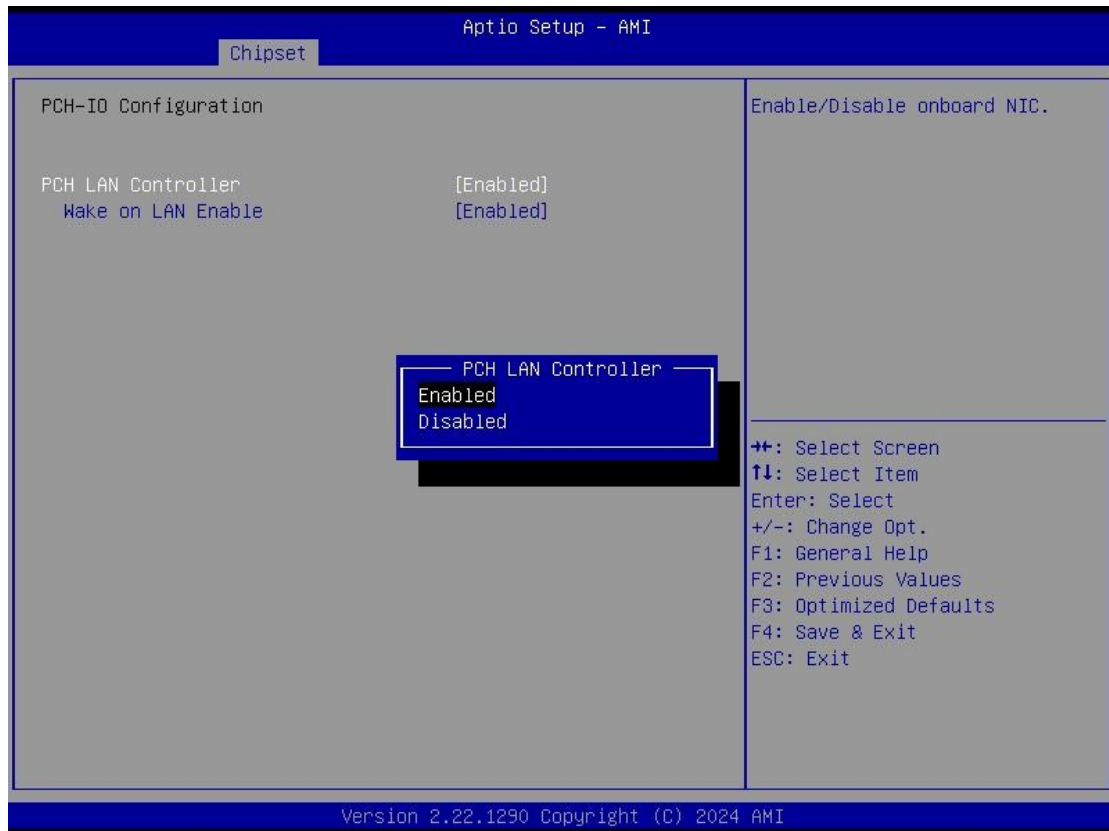 Aptio Setup – AMI
Chipset
PCH-IO Configuration
PCH LAN Controller [Enabled]
Wake on LAN Enable [Enabled]
PCH LAN Controller
Enabled
Disabled
Enable/Disable onboard NIC.
→←: Select Screen
↑↓: Select Item
Enter: Select
+/-: Change Opt.
F1: General Help
F2: Previous Values
F3: Optimized Defaults
F4: Save & Exit
ESC: Exit
Version 2.22.1290 Copyright (C) 2024 AMI